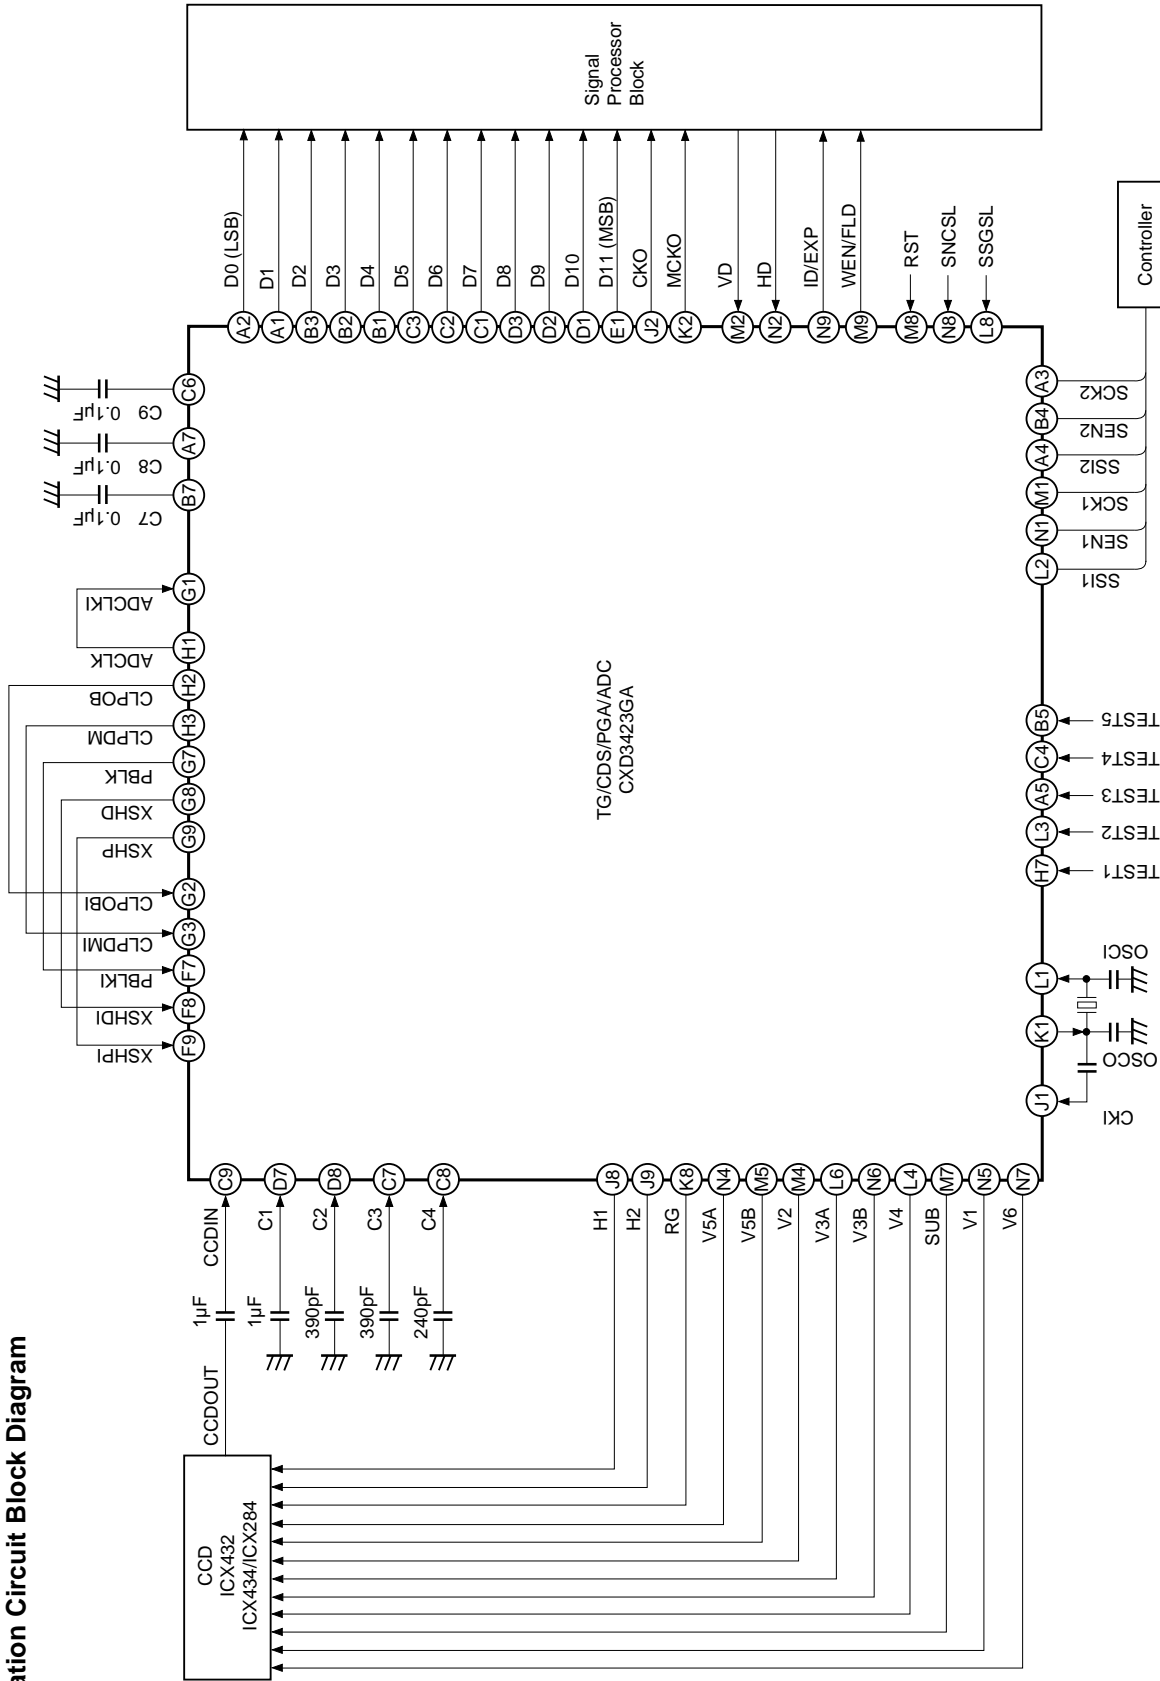 ation Circuit Block Diagram
CCD
ICX432
ICX434/ICX284
CCDOUT
1µF
CCDIN
C9
1µF
C1
D7
390pF
C2
D8
390pF
C3
C7
240pF
C4
C8
H1
J8
H2
J9
RG
K8
V5A
N4
V5B
M5
V2
M4
V3A
L6
V3B
N6
V4
L4
SUB
M7
V1
N5
V6
N7
XSHPI
F9
XSHDI
F8
PBLKI
F7
CLPDMI
G3
CLPOBI
G2
XSHP
G9
XSHD
G8
PBLK
G7
CLPDM
H3
CLPOB
H2
ADCLK
H1
ADCLKI
G1
C7
0.1µF
B7
C8
0.1µF
A7
C9
0.1µF
C6
TG/CDS/PGA/ADC
CXD3423GA
CKI
J1
OSCO
K1
OSCI
L1
TEST1
H7
TEST2
L3
TEST3
A5
TEST4
C4
TEST5
B5
SSI1
L2
SEN1
N1
SCK1
M1
SSI2
A4
SEN2
B4
SCK2
A3
Controller
A2
D0 (LSB)
A1
D1
B3
D2
B2
D3
B1
D4
C3
D5
C2
D6
C1
D7
D3
D8
D2
D9
D1
D10
E1
D11 (MSB)
J2
CKO
K2
MCKO
M2
VD
N2
HD
N9
ID/EXP
M9
WEN/FLD
M8
RST
N8
SNCSL
L8
SSGSL
Signal
Processor
Block